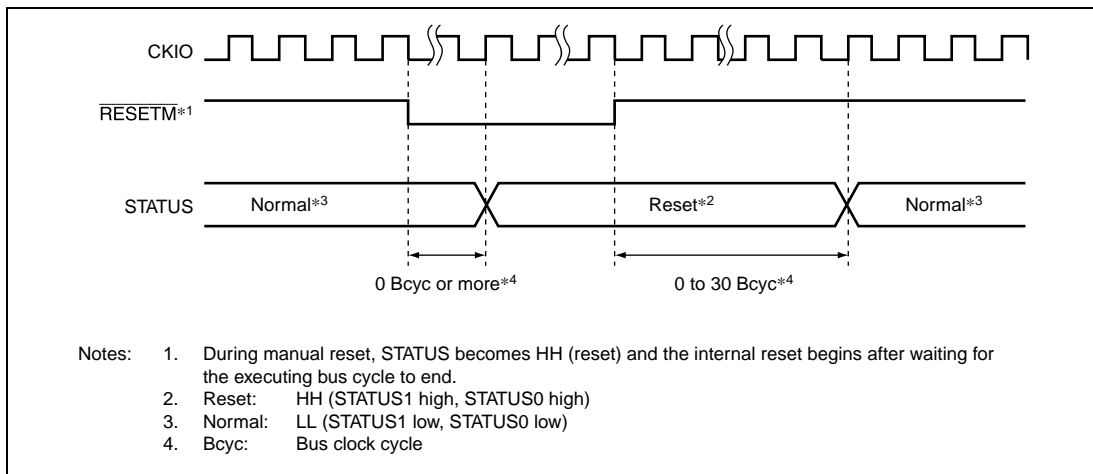 CKIO
RESETM*1
STATUS
Normal*3 Reset*2 Normal*3
0 Bcyc or more*4 0 to 30 Bcyc*4
Notes: 1. During manual reset, STATUS becomes HH (reset) and the internal reset begins after waiting for
the executing bus cycle to end.
2. Reset: HH (STATUS1 high, STATUS0 high)
3. Normal: LL (STATUS1 low, STATUS0 low)
4. Bcyc: Bus clock cycle